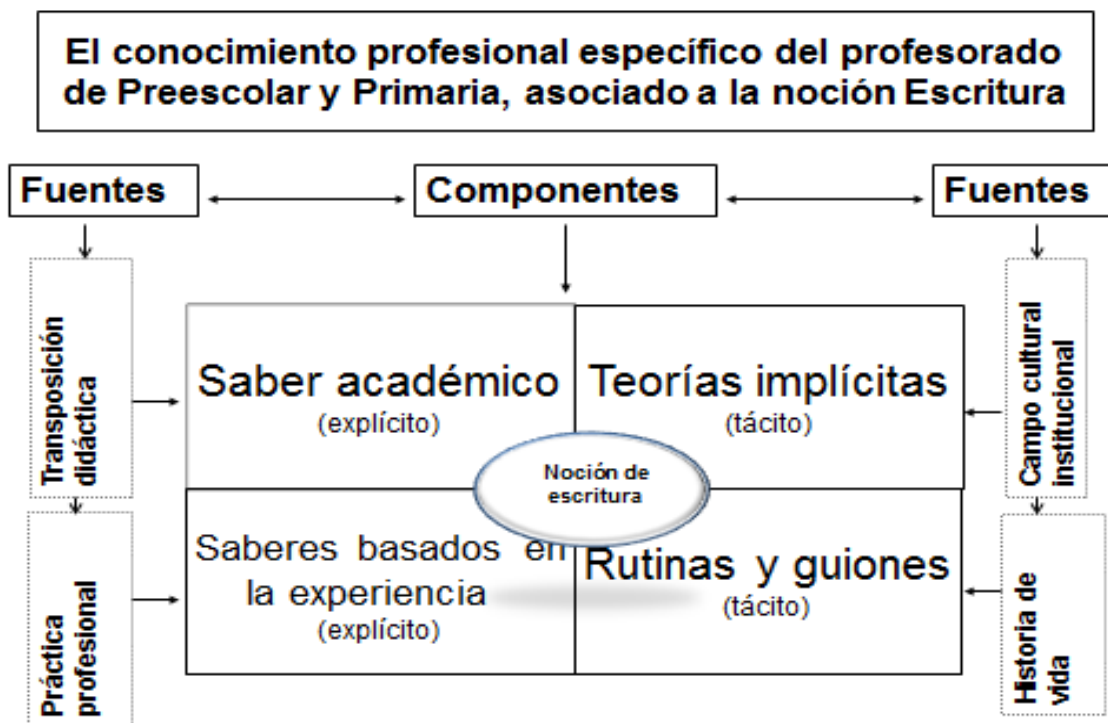 El conocimiento profesional específico del profesorado
de Preescolar y Primaria, asociado a la noción Escritura
Fuentes
Componentes
Fuentes
Transposición
didáctica
Saber académico
(explícito)
Teorías implícitas
(tácito)
Campo cultural
institucional
Noción de
escritura
Práctica
profesional
Saberes basados en
la experiencia
(explícito)
Rutinas y guiones
(tácito)
Historia de
vida